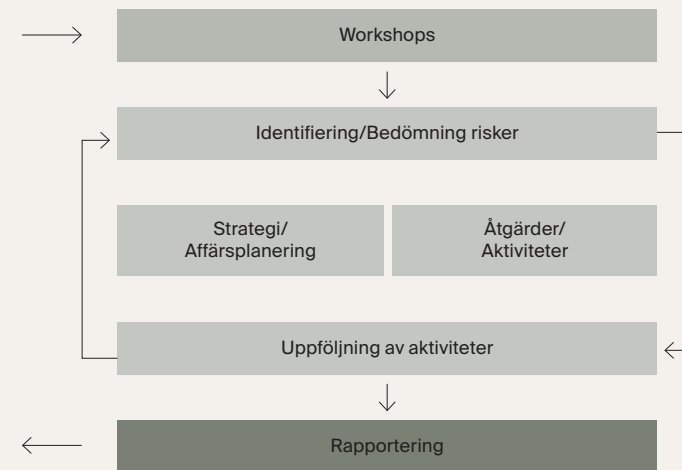 Workshops
Identifiering/Bedömning risker
Strategi/
Affärsplanering
Åtgärder/
Aktiviteter
Uppföljning av aktiviteter
Rapportering